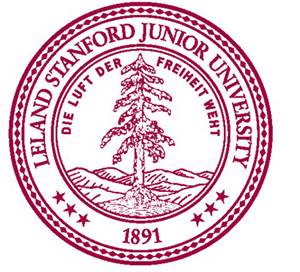 LELAND STANFORD JUNIOR UNIVERSITY
DIE LUFT DER FREIHEIT WEHT
1891